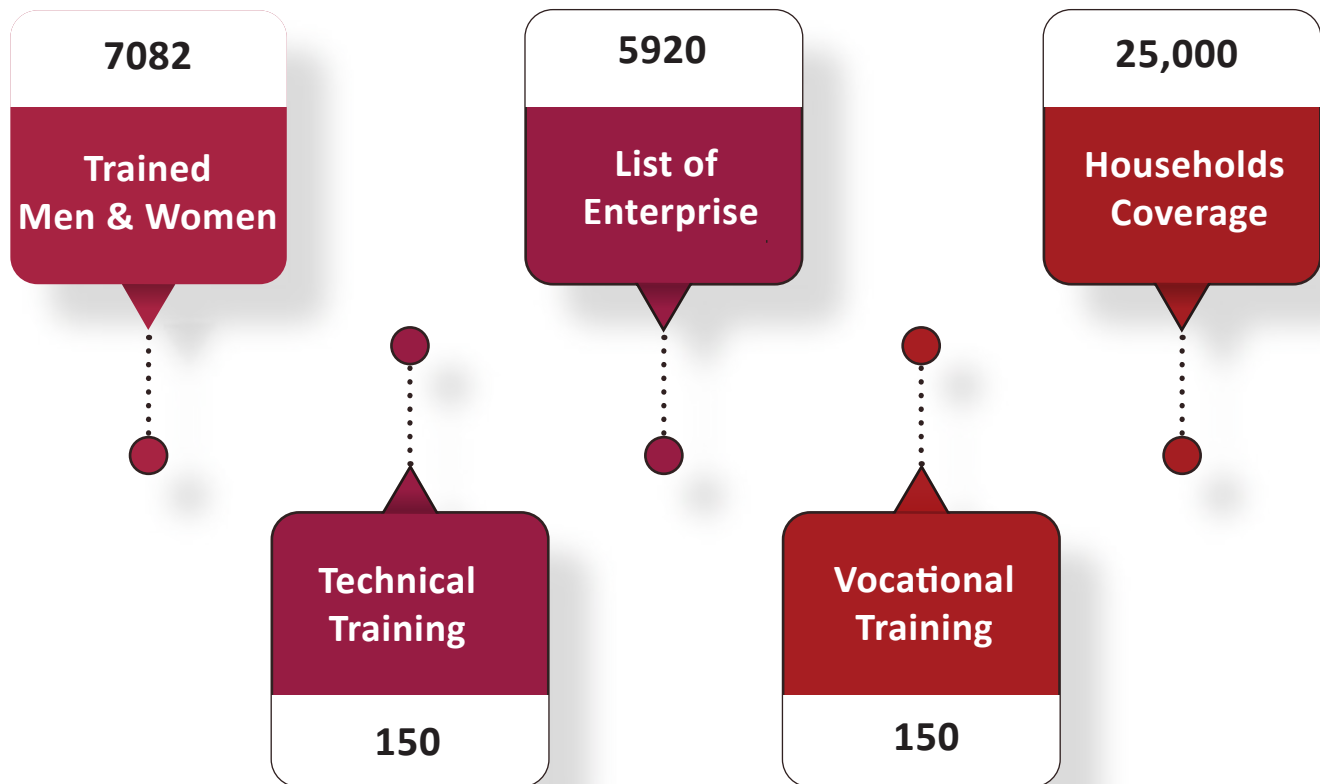 7082
Trained
Men & Women
5920
List of
Enterprise
25,000
Households
Coverage
Technical
Training
150
Vocational
Training
150